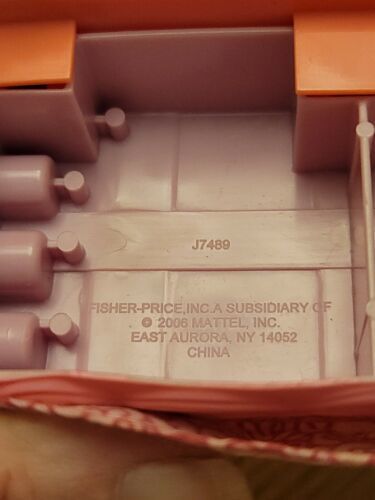 J7489
FISHER-PRICE,INC.A SUBSIDIARY OF
© 2006 MATTEL, INC.
EAST AURORA, NY 14052
CHINA